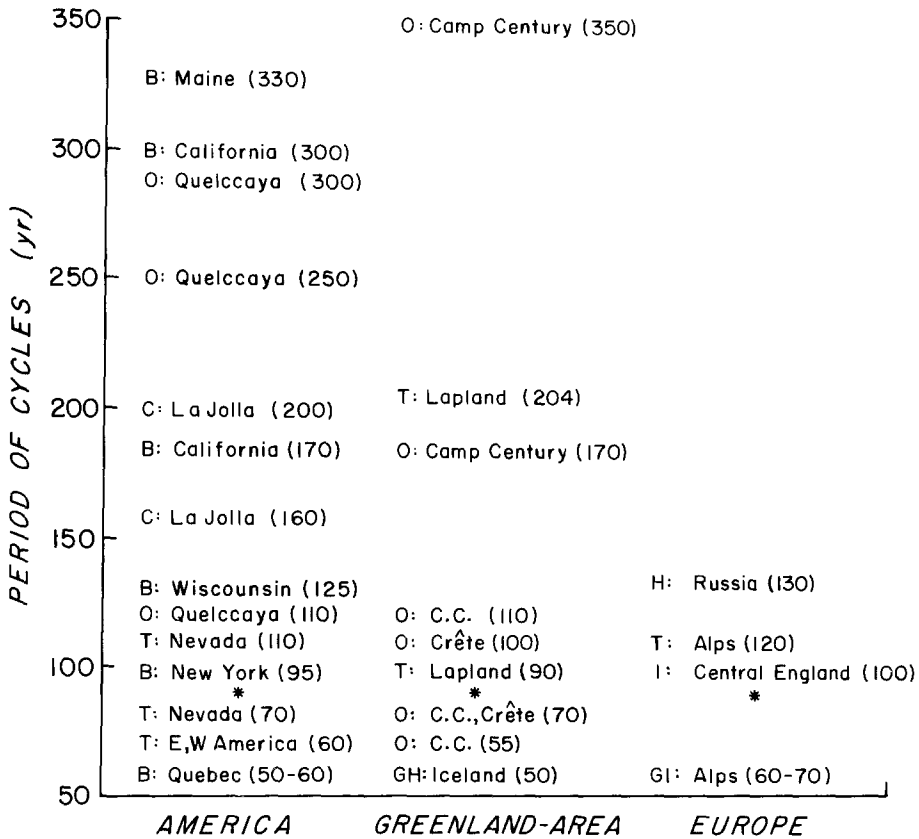 350
O: Camp Century (350)
B: Maine (330)
300
B: California (300)
O: Quelccaya (300)
250
O: Quelccaya (250)
200
C: La Jolla (200)
T: Lapland (204)
B: California (170)
O: Camp Century (170)
150
C: La Jolla (160)
B: Wiscounsin (125)
H: Russia (130)
O: Quelccaya (110)
O: C.C. (110)
T: Nevada (110)
O: Crête (100)
T: Alps (120)
100
B: New York (95)
T: Lapland (90)
I: Central England (100)
* * *
T: Nevada (70)
O: C.C., Crête (70)
T: E,W America (60)
O: C.C. (55)
B: Quebec (50-60)
GH: Iceland (50)
GI: Alps (60-70)
50
PERIOD OF CYCLES (yr)
AMERICA GREENLAND-AREA EUROPE